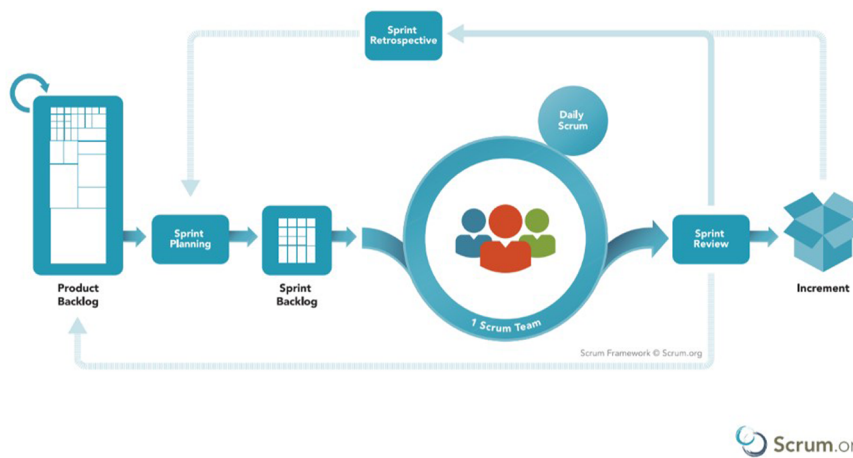 Sprint
Retrospective
Daily
Scrum
Sprint
Planning
Sprint
Review
Product
Backlog
Sprint
Backlog
1 Scrum Team
Increment
Scrum Framework © Scrum.org
Scrum.or